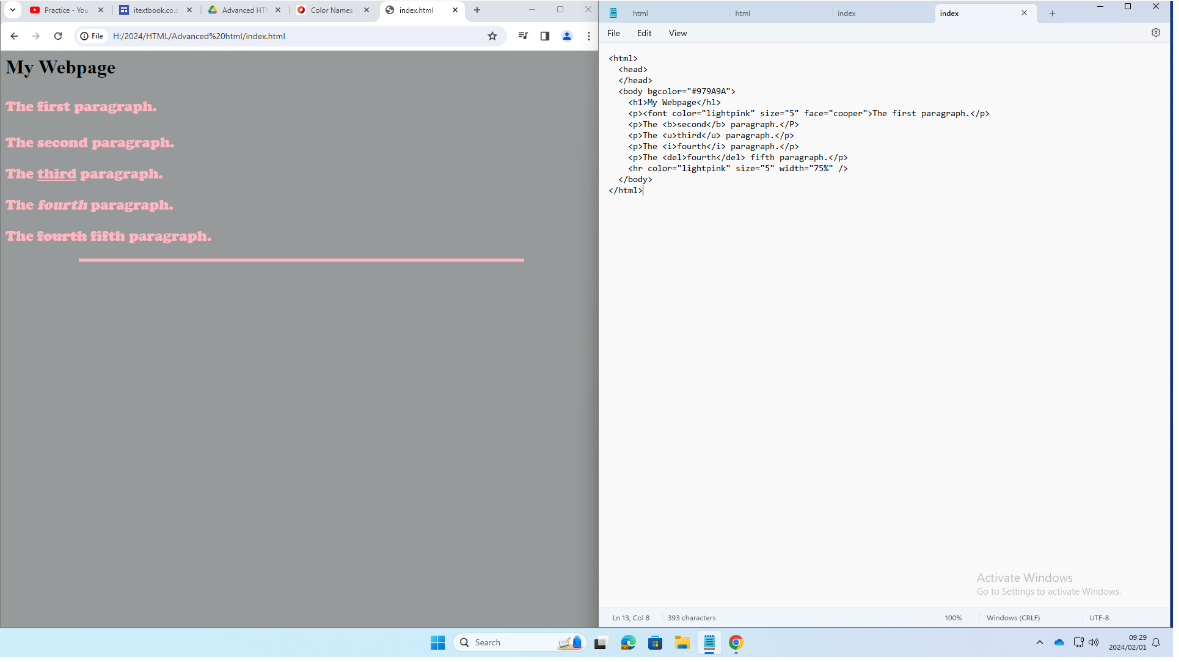 Practice - You
itextbook.co.z
Advanced HT
Color Names
index.html
File
H:/2024/HTML/Advanced%20html/index.html
My Webpage
The first paragraph.
The second paragraph.
The third paragraph.
The fourth paragraph.
The fourth fifth paragraph.
html
html
index
index
File
Edit
View
<html>
<head>
</head>
<body bgcolor="#979A9A">
<h1>My Webpage</h1>
<p><font color="lightpink" size="5" face="cooper">The first paragraph.</p>
<p>The <b>second</b> paragraph.</P>
<p>The <u>third</u> paragraph.</p>
<p>The <i>fourth</i> paragraph.</p>
<p>The <del>fourth</del> fifth paragraph.</p>
<hr color="lightpink" size="5" width="75%" />
</body>
</html>
Activate Windows
Go to Settings to activate Windows.
Ln 13, Col 8
393 characters
100%
Windows (CRLF)
UTF-8
Search
09:29
2024/02/01